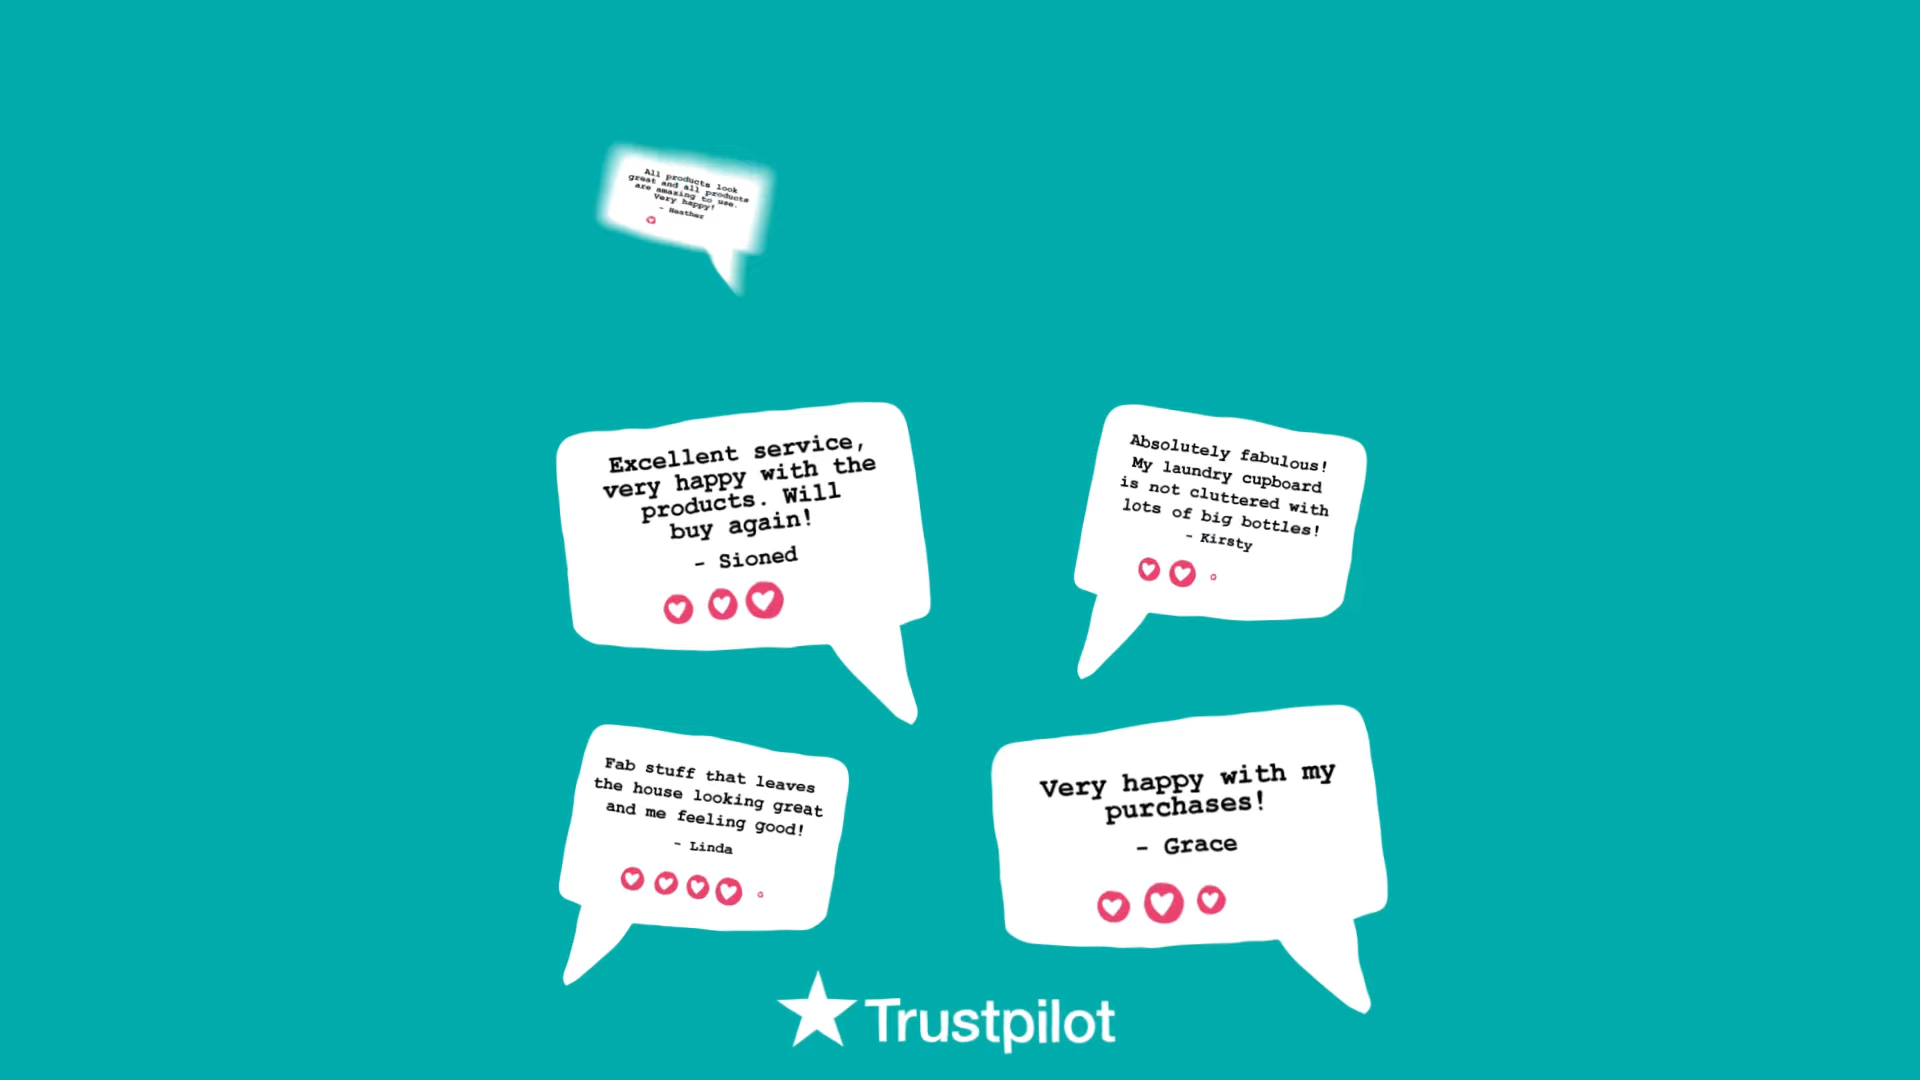 All products look
great and all products
are amazing to use.
Very happy!
- Heather
Excellent service,
very happy with the
products. Will
buy again!
- Sioned
Absolutely fabulous!
My laundry cupboard
is not cluttered with
lots of big bottles!
- Kirsty
Fab stuff that leaves
the house looking great
and me feeling good!
- Linda
Very happy with my
purchases!
- Grace
Trustpilot